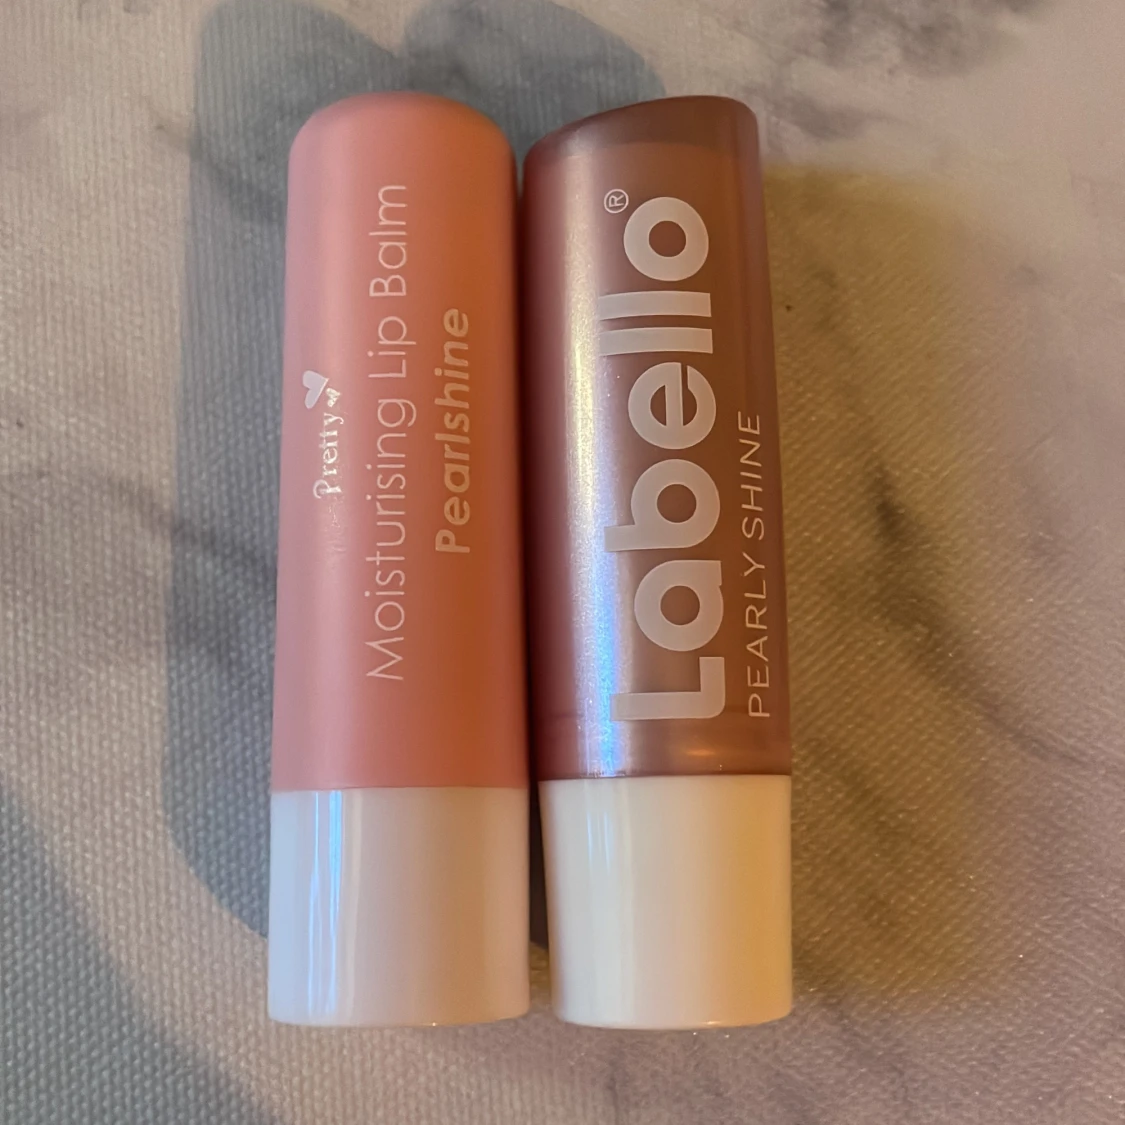 Pretty
Moisturising Lip Balm
Pearlshine
Labello®
PEARLY SHINE